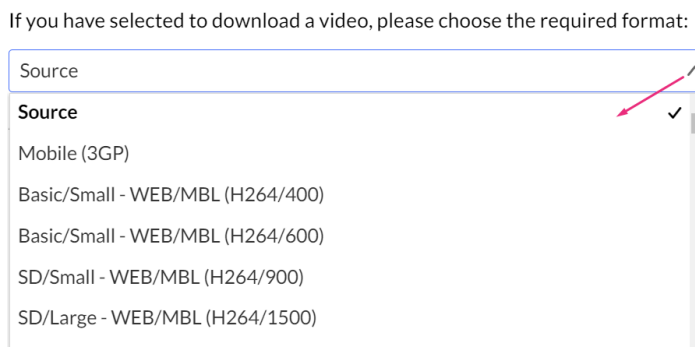 If you have selected to download a video, please choose the required format:
Source
Source
Mobile (3GP)
Basic/Small - WEB/MBL (H264/400)
Basic/Small - WEB/MBL (H264/600)
SD/Small - WEB/MBL (H264/900)
SD/Large - WEB/MBL (H264/1500)